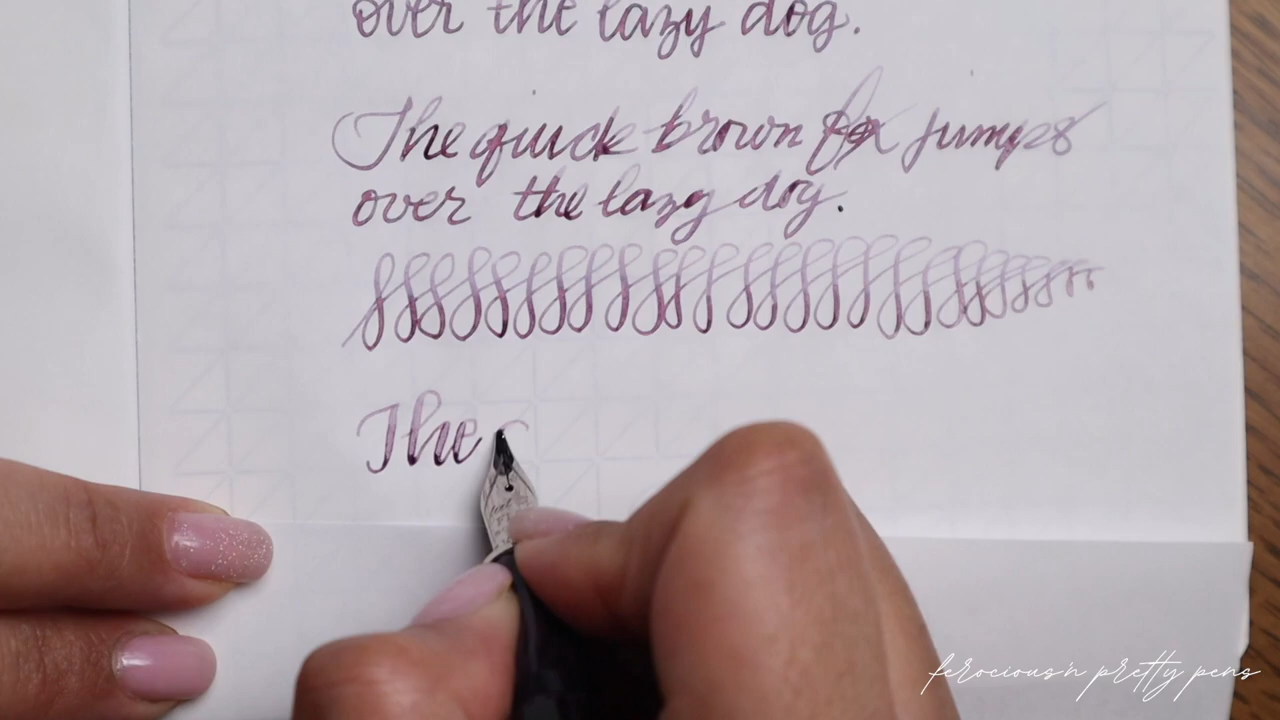 over the lazy dog.
The quick brown fox jumps
over the lazy dog.
The
ferocious'n pretty pens